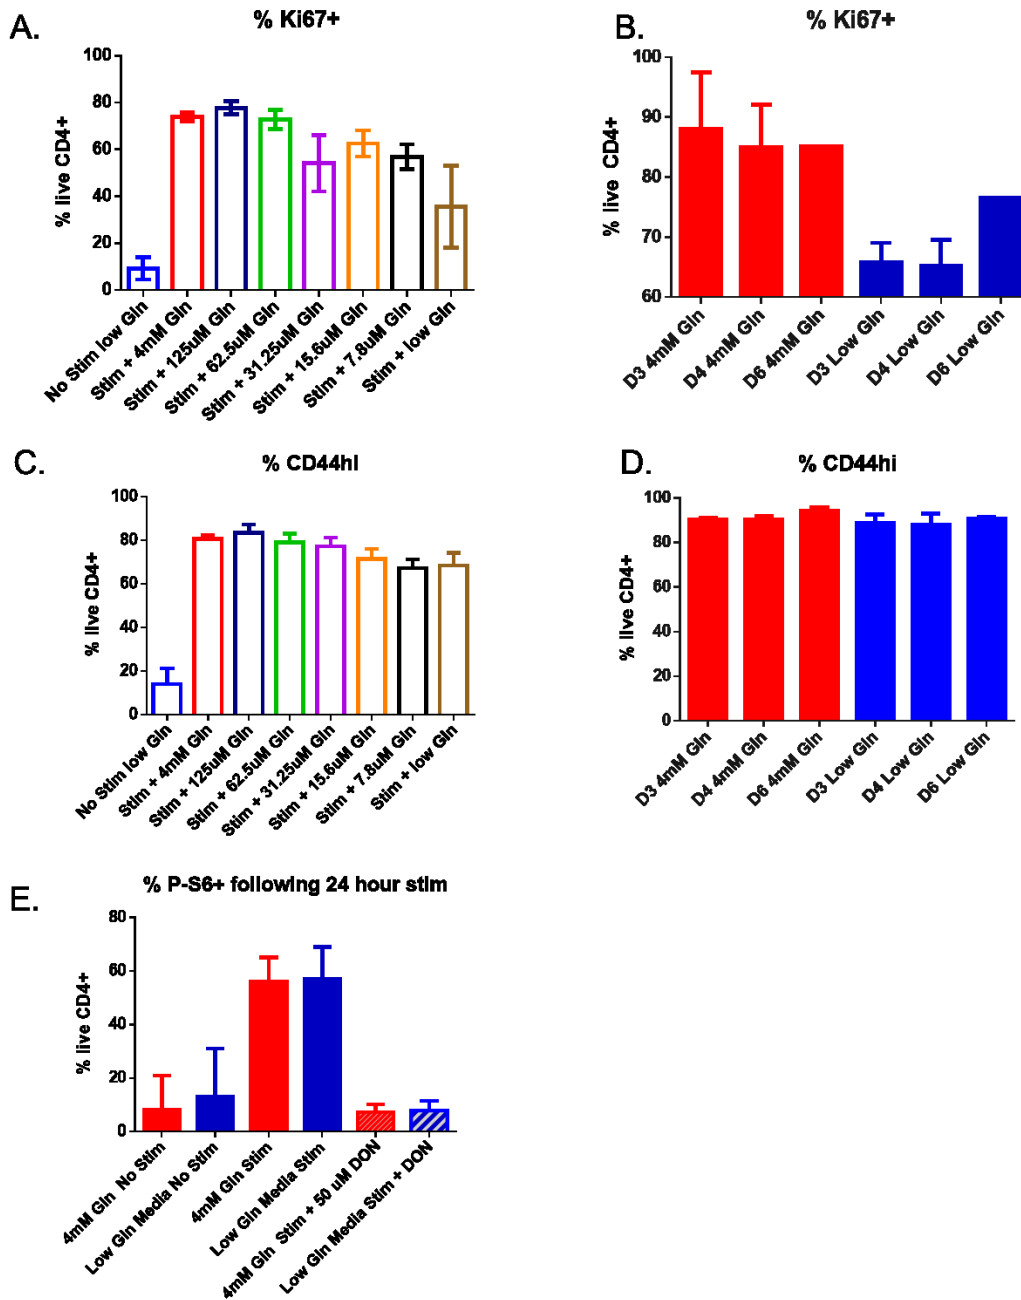 A.
% Ki67+
% live CD4+
100
80
60
40
20
0
No Stim low Gln
Stim + 4mM Gln
Stim + 125uM Gln
Stim + 62.5uM Gln
Stim + 31.25uM Gln
Stim + 15.6uM Gln
Stim + 7.8uM Gln
Stim + low Gln
B.
% Ki67+
% live CD4+
100
90
80
70
60
D3 4mM Gln
D4 4mM Gln
D6 4mM Gln
D3 Low Gln
D4 Low Gln
D6 Low Gln
C.
% CD44hi
% live CD4+
100
80
60
40
20
0
No Stim low Gln
Stim + 4mM Gln
Stim + 125uM Gln
Stim + 62.5uM Gln
Stim + 31.25uM Gln
Stim + 15.6uM Gln
Stim + 7.8uM Gln
Stim + low Gln
D.
% CD44hi
% live CD4+
100
80
60
40
20
0
D3 4mM Gln
D4 4mM Gln
D6 4mM Gln
D3 Low Gln
D4 Low Gln
D6 Low Gln
E.
% P-S6+ following 24 hour stim
% live CD4+
80
60
40
20
0
4mM Gln No Stim
Low Gln Media No Stim
4mM Gln Stim
Low Gln Media Stim
4mM Gln Stim + 50 uM DON
Low Gln Media Stim + DON